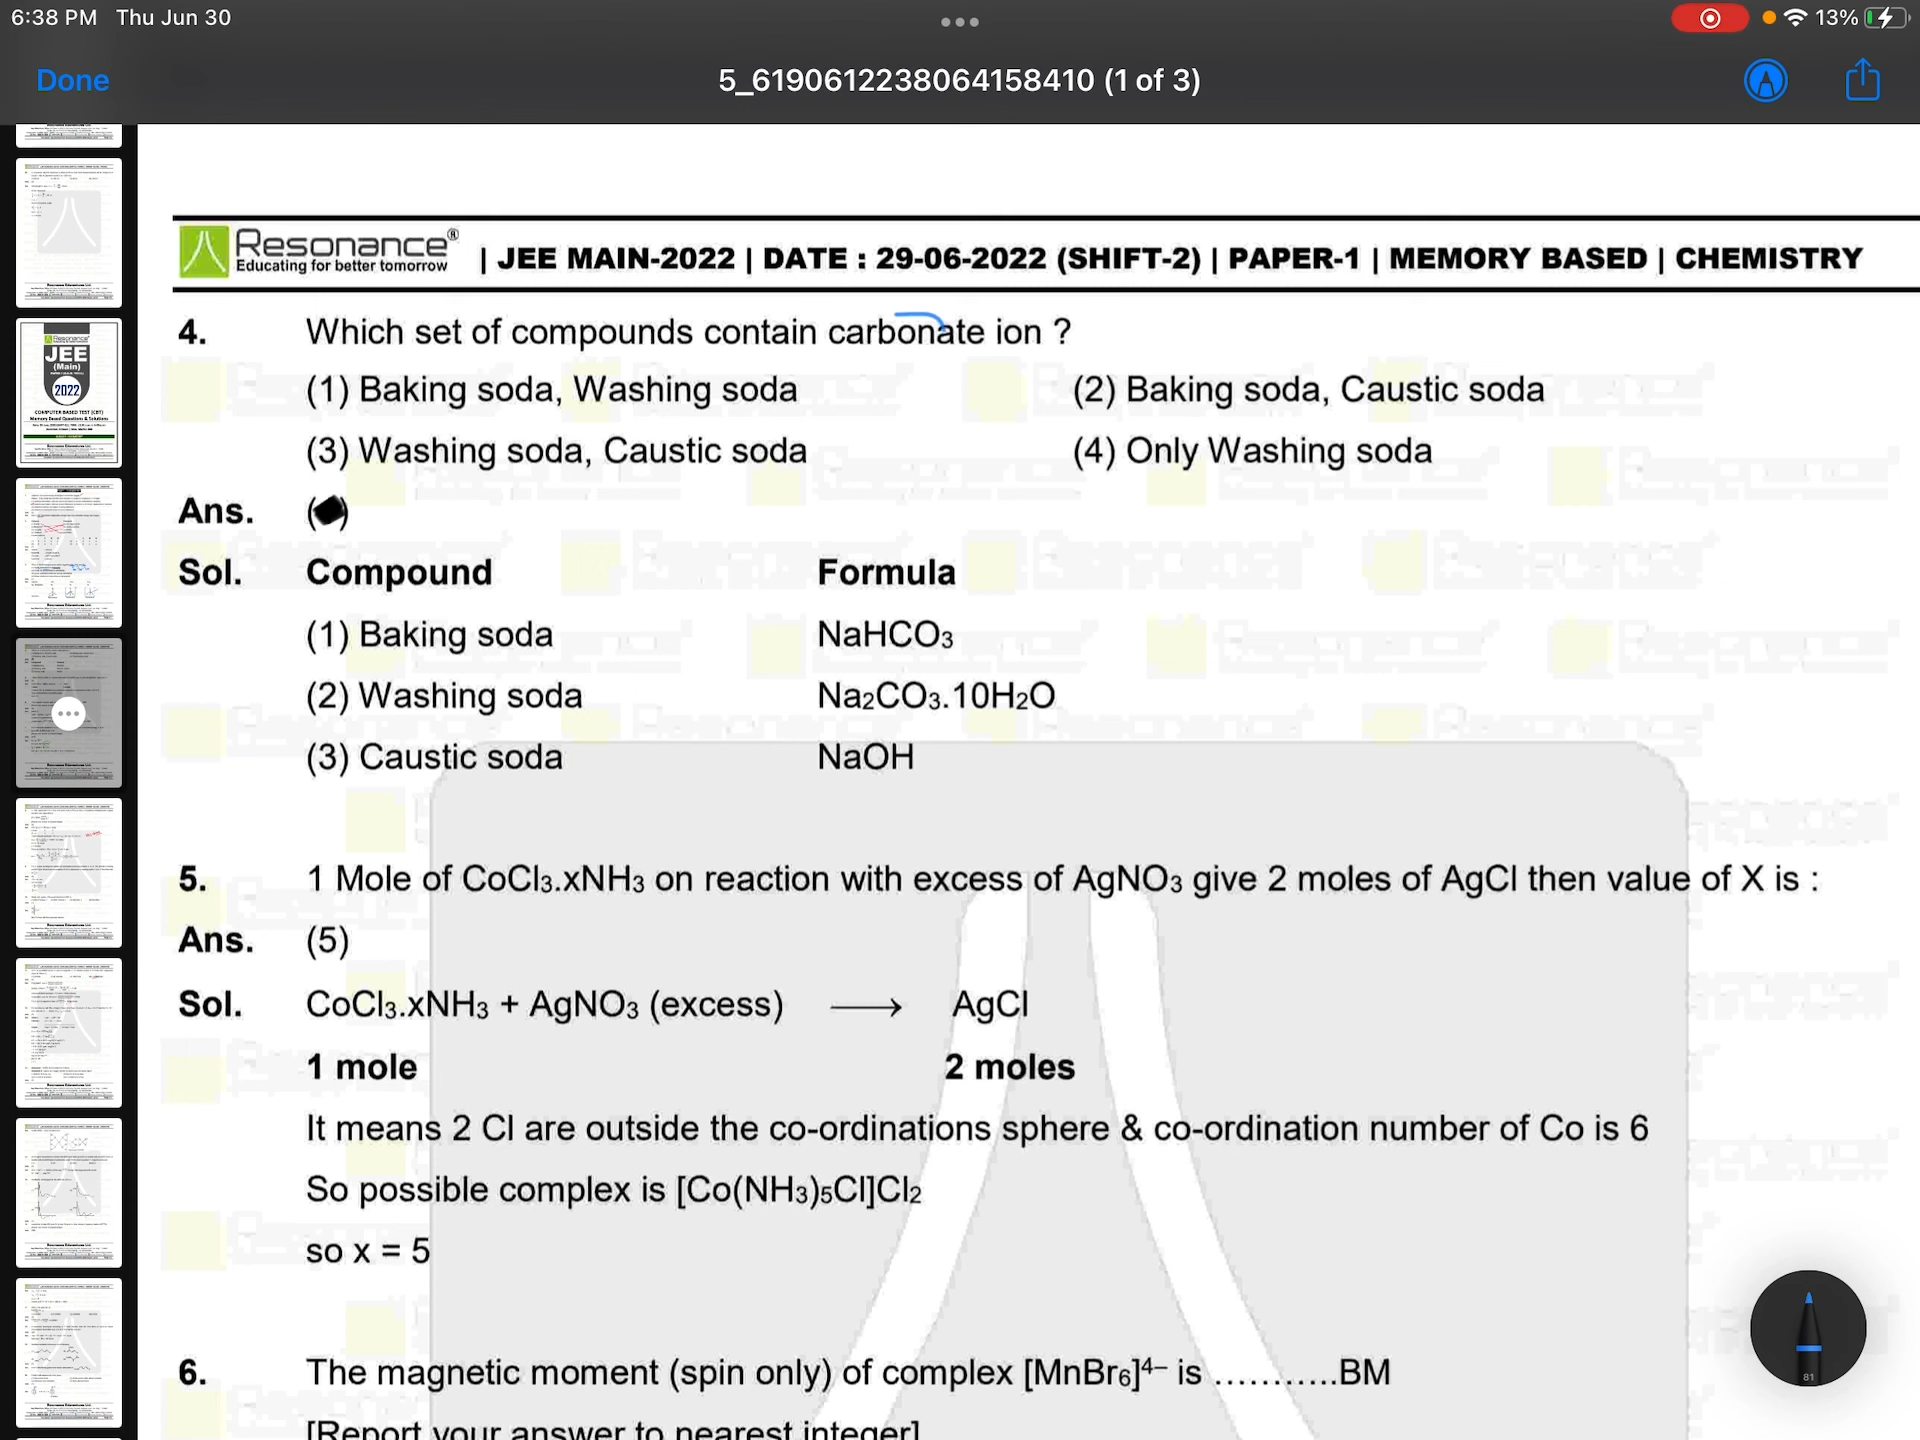 6:38 PM Thu Jun 30
13%
Done
5_6190612238064158410 (1 of 3)
Resonance®
Educating for better tomorrow
| JEE MAIN-2022 | DATE : 29-06-2022 (SHIFT-2) | PAPER-1 | MEMORY BASED | CHEMISTRY
4. Which set of compounds contain carbonate ion ?
(1) Baking soda, Washing soda (2) Baking soda, Caustic soda
(3) Washing soda, Caustic soda (4) Only Washing soda
Ans. ( )
Sol. Compound Formula
(1) Baking soda NaHCO3
(2) Washing soda Na2CO3.10H2O
(3) Caustic soda NaOH
5. 1 Mole of CoCl3.xNH3 on reaction with excess of AgNO3 give 2 moles of AgCl then value of X is :
Ans. (5)
Sol. CoCl3.xNH3 + AgNO3 (excess) ⟶ AgCl
1 mole 2 moles
It means 2 Cl are outside the co-ordinations sphere & co-ordination number of Co is 6
So possible complex is [Co(NH3)5Cl]Cl2
so x = 5
6. The magnetic moment (spin only) of complex [MnBr6]4– is ...........BM
[Report your answer to nearest integer]
81
JEE
(Main)
2022